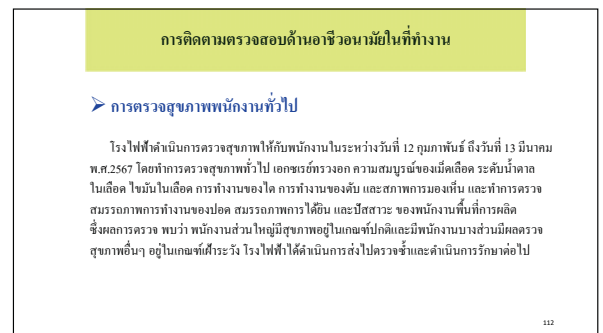 การติดตามตรวจสอบด้านอาชีวอนามัยในที่ทำงาน
➢ การตรวจสุขภาพพนักงานทั่วไป
โรงไฟฟ้าดำเนินการตรวจสุขภาพให้กับพนักงานในระหว่างวันที่ 12 กุมภาพันธ์ ถึงวันที่ 13 มีนาคม
พ.ศ.2567 โดยทำการตรวจสุขภาพทั่วไป เอกซเรย์ทรวงอก ความสมบูรณ์ของเม็ดเลือด ระดับน้ำตาล
ในเลือด ไขมันในเลือด การทำงานของไต การทำงานของตับ และสภาพการมองเห็น และทำการตรวจ
สมรรถภาพการทำงานของปอด สมรรถภาพการได้ยิน และปัสสาวะ ของพนักงานพื้นที่การผลิต
ซึ่งผลการตรวจ พบว่า พนักงานส่วนใหญ่มีสุขภาพอยู่ในเกณฑ์ปกติและมีพนักงานบางส่วนมีผลตรวจ
สุขภาพอื่นๆ อยู่ในเกณฑ์เฝ้าระวัง โรงไฟฟ้าได้ดำเนินการส่งไปตรวจซ้ำและดำเนินการรักษาต่อไป
112